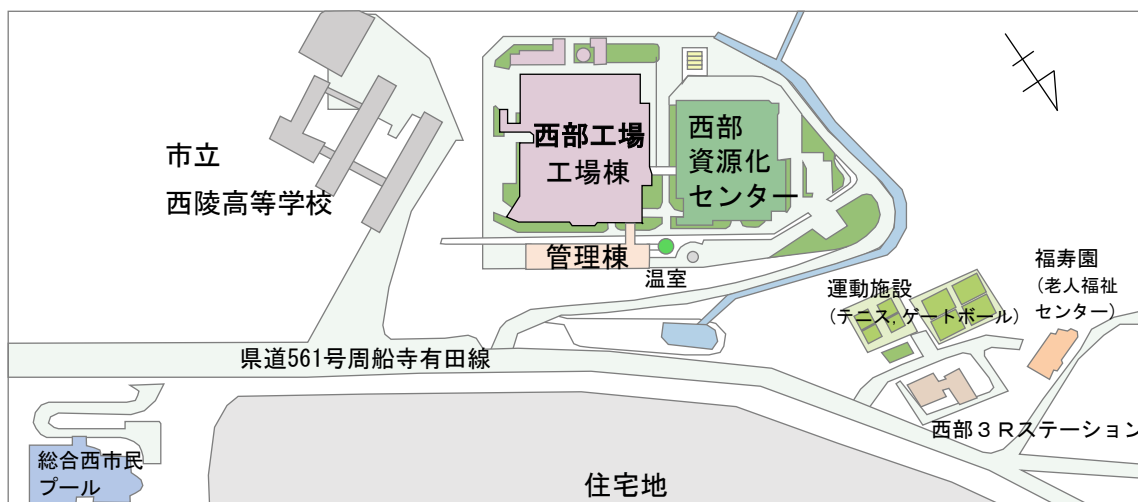 西部工場
工場棟
西部
資源化
センター
市立
西陵高等学校
管理棟
温室
福寿園
(老人福祉
センター)
運動施設
(テニス,ゲートボール)
県道561号周船寺有田線
西部３Rステーション
総合西市民
プール
住宅地